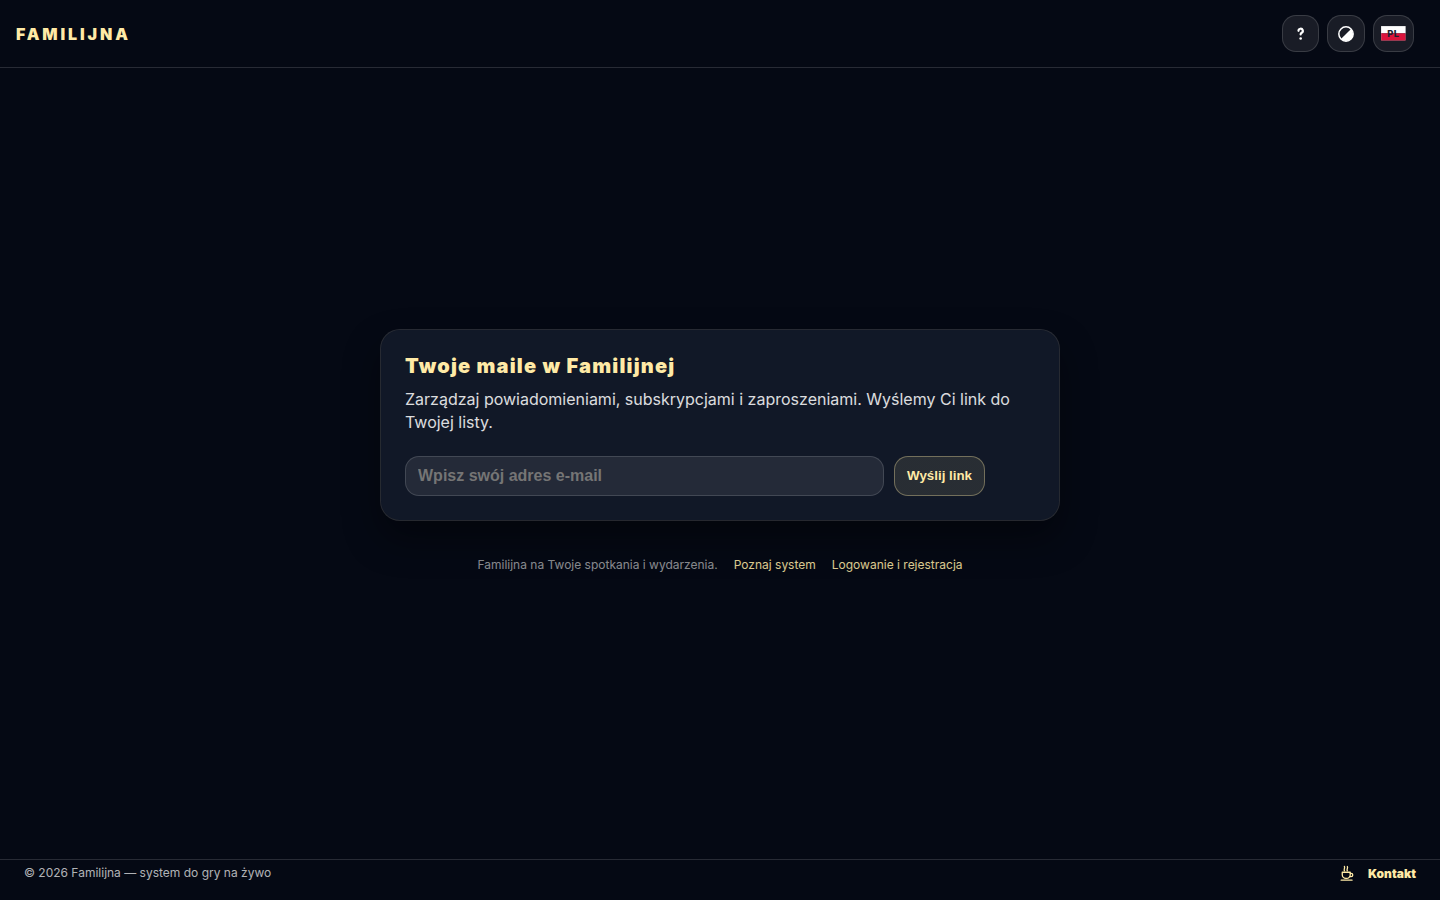 FAMILIJNA
?
PL
Twoje maile w Familijnej
Zarządzaj powiadomieniami, subskrypcjami i zaproszeniami. Wyślemy Ci link do
Twojej listy.
Wpisz swój adres e-mail
Wyślij link
Familijna na Twoje spotkania i wydarzenia. Poznaj system Logowanie i rejestracja
© 2026 Familijna — system do gry na żywo
Kontakt